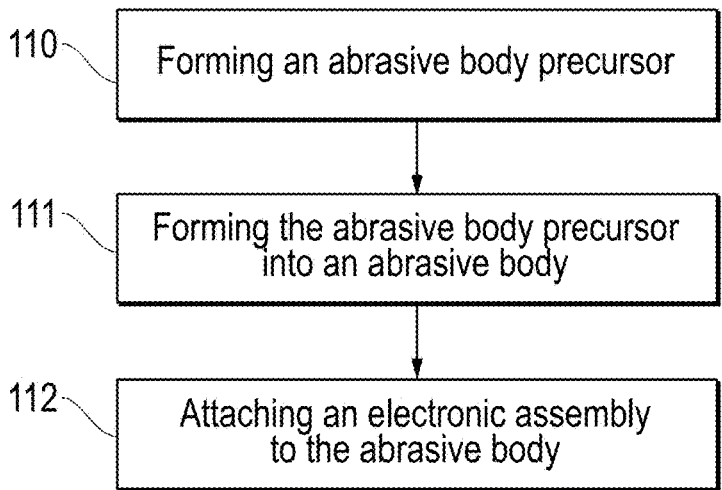 110
Forming an abrasive body precursor
111
Forming the abrasive body precursor
into an abrasive body
112
Attaching an electronic assembly
to the abrasive body